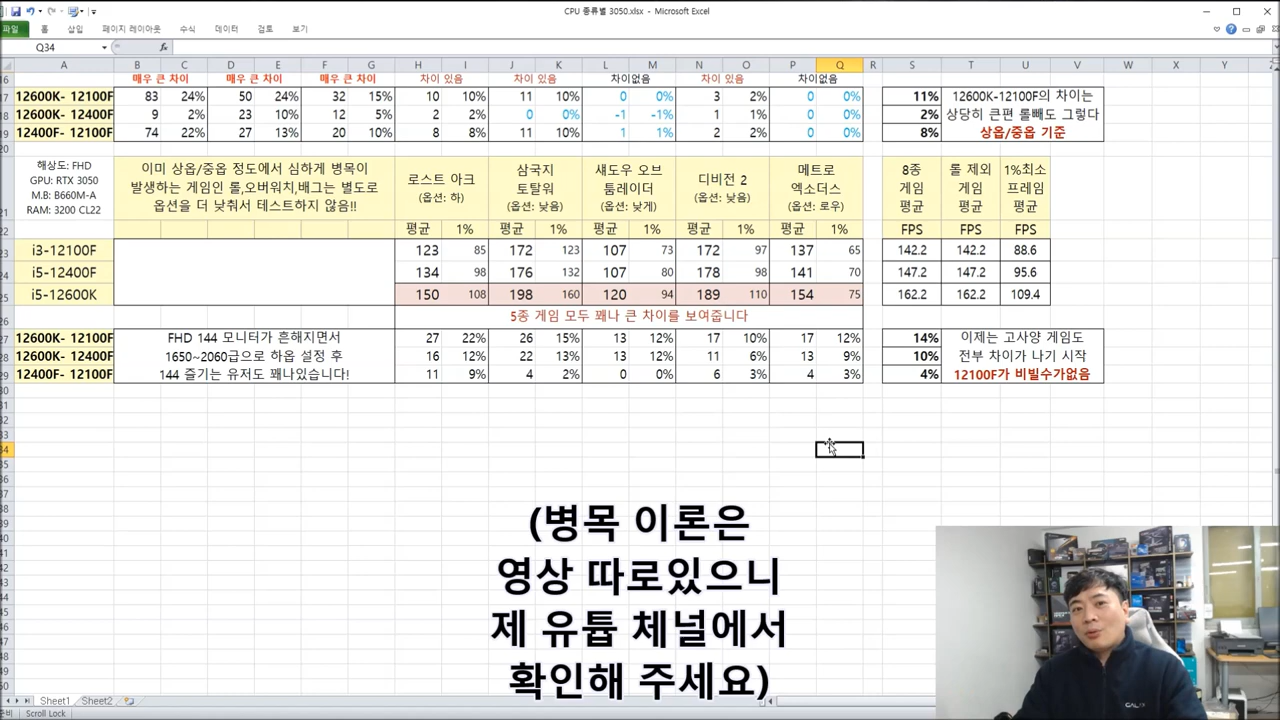 CPU 종류별 3050.xlsx - Microsoft Excel
파일 홈 삽입 페이지 레이아웃 수식 데이터 검토 보기
Q34 fx
A B C D E F G H I J K L M N O P Q R S T U V W X Y
매우 큰 차이 매우 큰 차이 매우 큰 차이 차이 있음 차이 있음 차이없음 차이 있음 차이없음
12600K- 12100F 83 24% 50 24% 32 15% 10 10% 11 10% 0 0% 3 2% 0 0% 11% 12600K-12100F의 차이는
12600K- 12400F 9 2% 23 10% 12 5% 2 2% 0 0% -1 -1% 1 1% 0 0% 2% 상당히 큰편 롤빼도 그렇다
12400F- 12100F 74 22% 27 13% 20 10% 8 8% 11 10% 1 1% 2 2% 0 0% 8% 상옵/중옵 기준
해상도: FHD
GPU: RTX 3050
M.B: B660M-A
RAM: 3200 CL22
이미 상옵/중옵 정도에서 심하게 병목이
발생하는 게임인 롤,오버워치,배그는 별도로
옵션을 더 낮춰서 테스트하지 않음!!
로스트 아크
(옵션: 하)
삼국지
토탈워
(옵션: 낮음)
섀도우 오브
툼레이더
(옵션: 낮게)
디비전 2
(옵션: 낮음)
메트로
엑소더스
(옵션: 로우)
8종
게임
평균
롤 제외
게임
평균
1%최소
프레임
평균
평균 1% 평균 1% 평균 1% 평균 1% 평균 1% FPS FPS FPS
i3-12100F 123 85 172 123 107 73 172 97 137 65 142.2 142.2 88.6
i5-12400F 134 98 176 132 107 80 178 98 141 70 147.2 147.2 95.6
i5-12600K 150 108 198 160 120 94 189 110 154 75 162.2 162.2 109.4
5종 게임 모두 꽤나 큰 차이를 보여줍니다
12600K- 12100F FHD 144 모니터가 흔해지면서 27 22% 26 15% 13 12% 17 10% 17 12% 14% 이제는 고사양 게임도
12600K- 12400F 1650~2060급으로 하옵 설정 후 16 12% 22 13% 13 12% 11 6% 13 9% 10% 전부 차이가 나기 시작
12400F- 12100F 144 즐기는 유저도 꽤나있습니다! 11 9% 4 2% 0 0% 6 3% 4 3% 4% 12100F가 비빌수가없음
(병목 이론은
영상 따로있으니
제 유튭 채널에서
확인해 주세요)
Sheet1 Sheet2
Scroll Lock